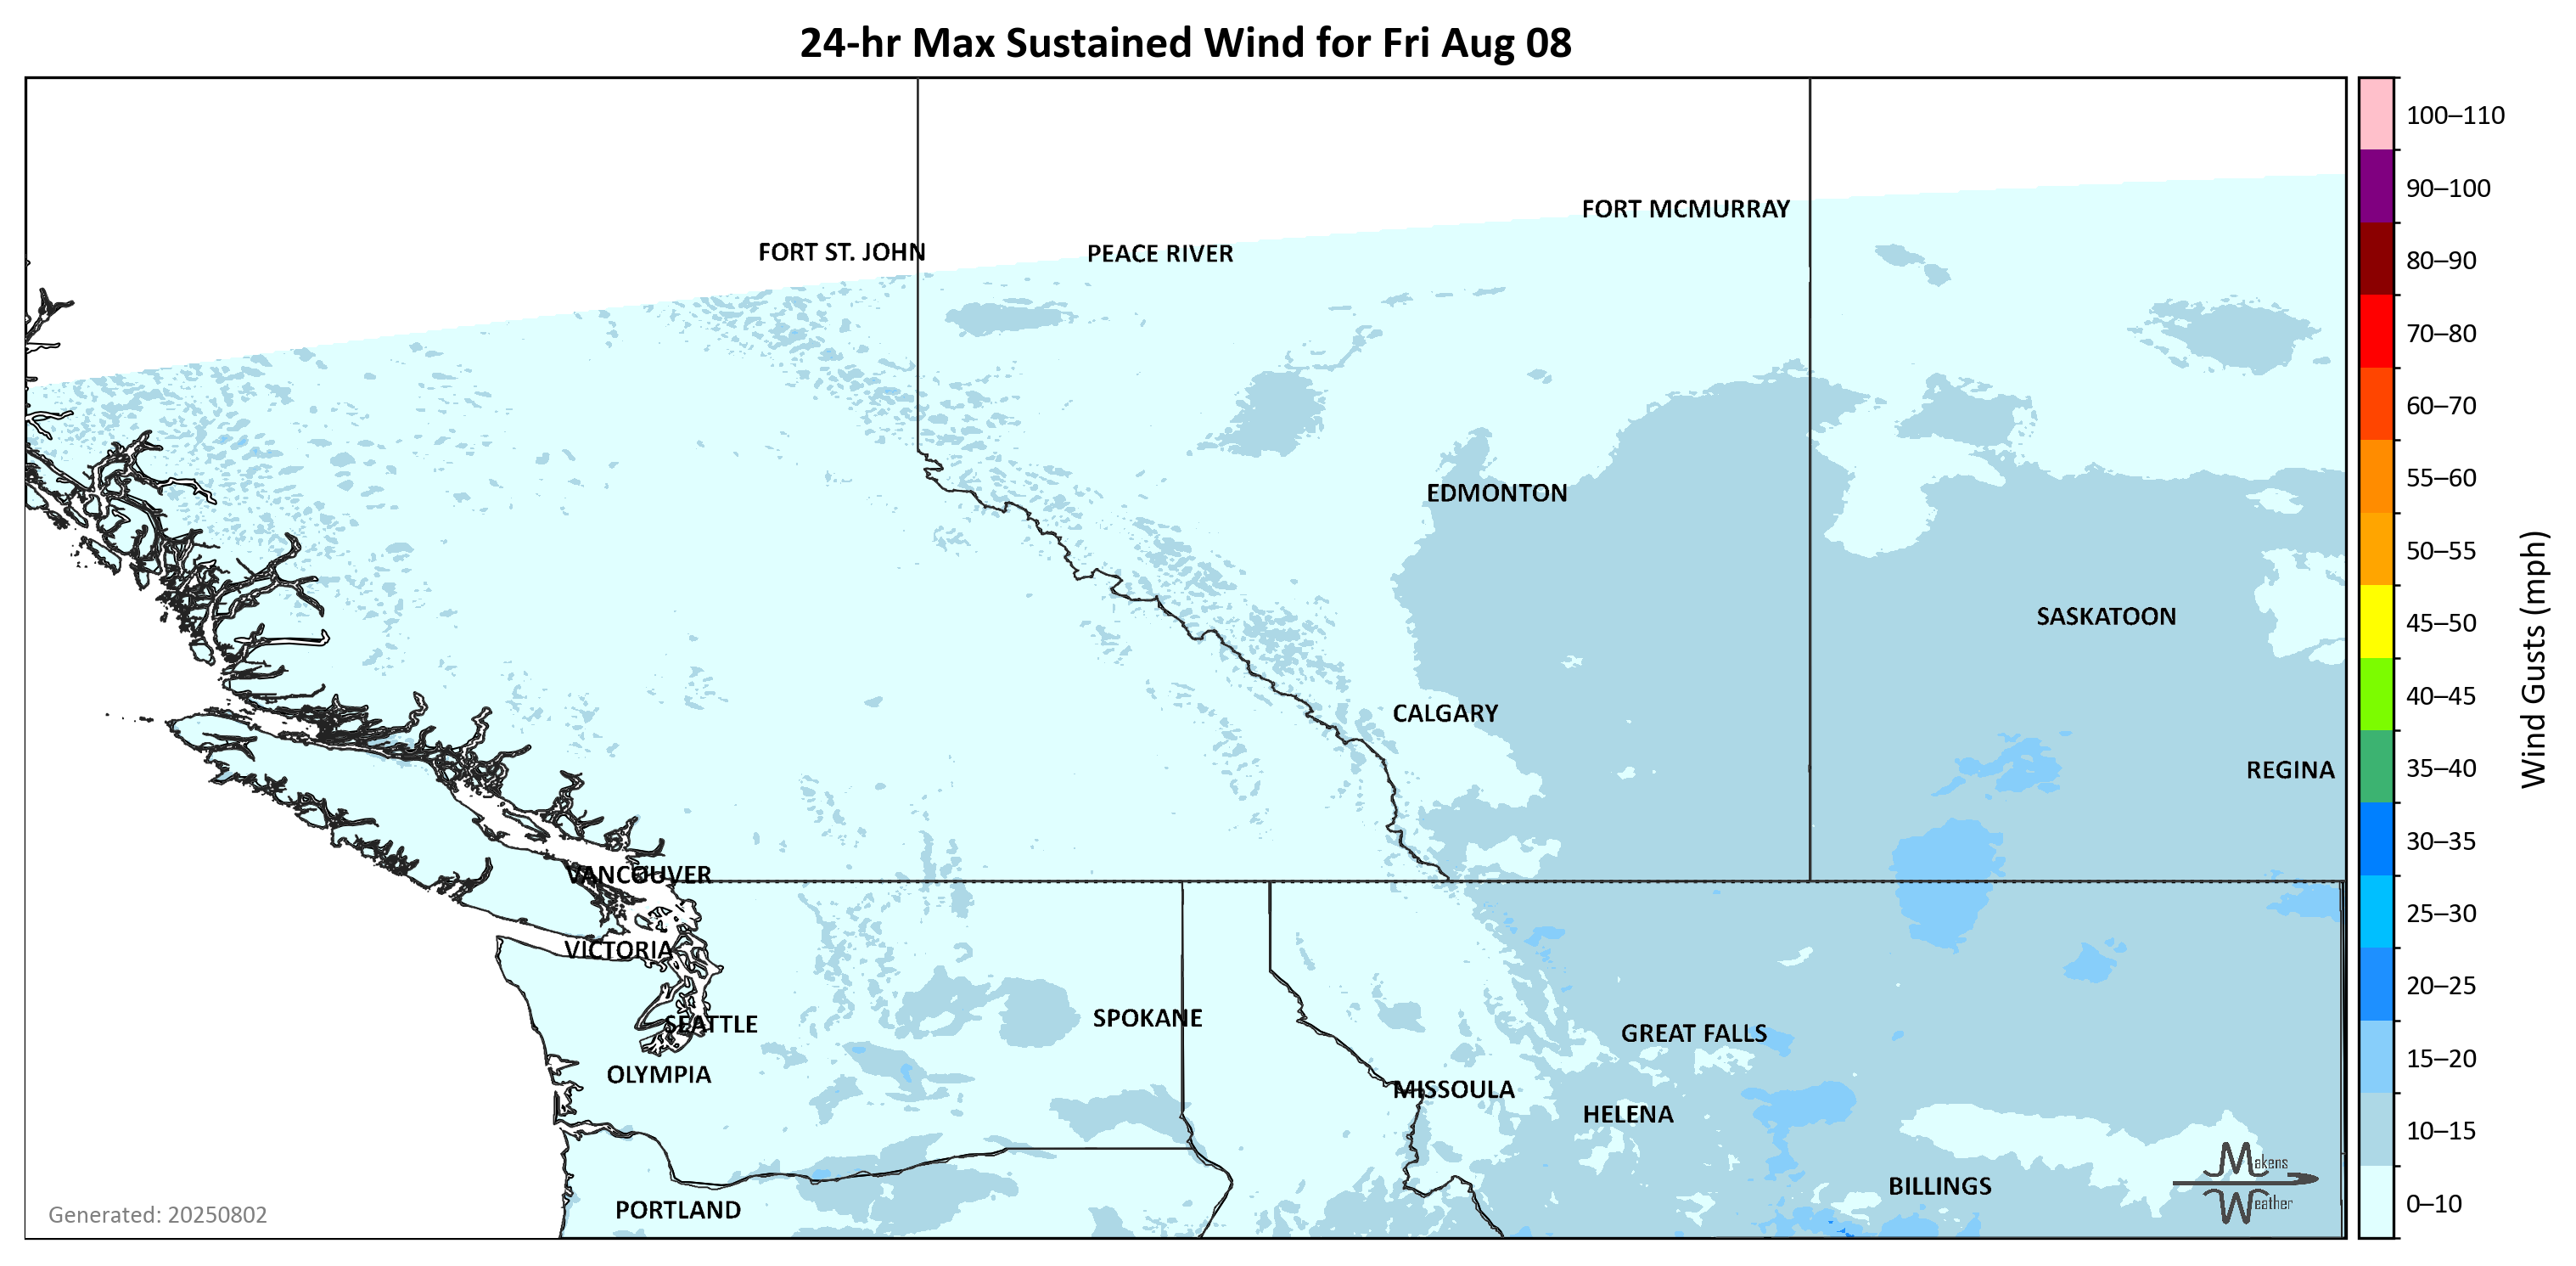 24-hr Max Sustained Wind for Fri Aug 08
100–110
90–100
80–90
70–80
60–70
55–60
50–55
45–50
40–45
35–40
30–35
25–30
20–25
15–20
10–15
0–10
Wind Gusts (mph)
FORT MCMURRAY
FORT ST. JOHN
PEACE RIVER
EDMONTON
SASKATOON
CALGARY
REGINA
VANCOUVER
VICTORIA
SEATTLE
SPOKANE
GREAT FALLS
OLYMPIA
MISSOULA
HELENA
BILLINGS
PORTLAND
Makens
Weather
Generated: 20250802